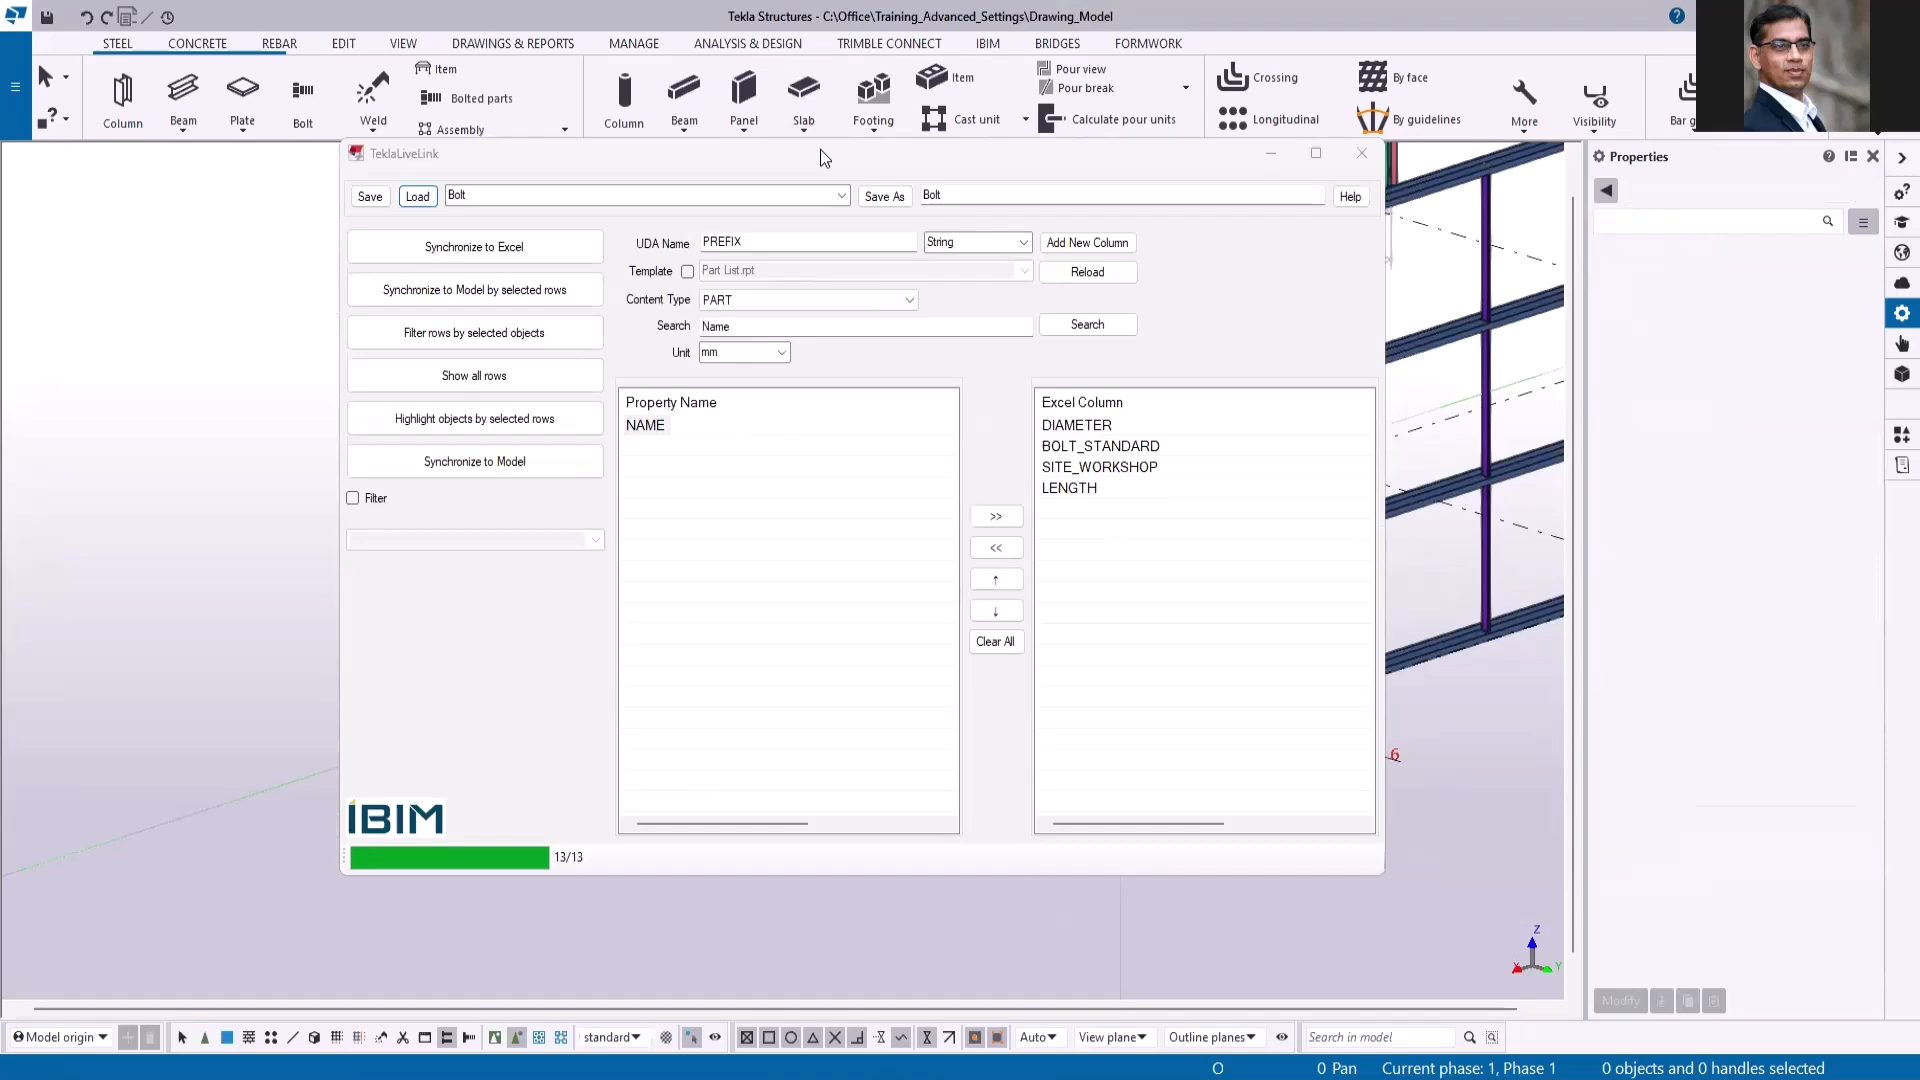 Tekla Structures - C:\Office\Training_Advanced_Settings\Drawing_Model
STEEL CONCRETE REBAR EDIT VIEW DRAWINGS & REPORTS MANAGE ANALYSIS & DESIGN TRIMBLE CONNECT IBIM BRIDGES FORMWORK
Column
Beam
Plate
Bolt
Weld
Item
Bolted parts
Assembly
Column
Beam
Panel
Slab
Footing
Item
Cast unit
Pour view
Pour break
Calculate pour units
Crossing
Longitudinal
By face
By guidelines
More
Visibility
TeklaLiveLink
Save Load Bolt Save As Bolt Help
Synchronize to Excel
Synchronize to Model by selected rows
Filter rows by selected objects
Show all rows
Highlight objects by selected rows
Synchronize to Model
Filter
UDA Name PREFIX String Add New Column
Template Part List.rpt Reload
Content Type PART
Search Name Search
Unit mm
Property Name
NAME
>>
<<
↑
↓
Clear All
Excel Column
DIAMETER
BOLT_STANDARD
SITE_WORKSHOP
LENGTH
IBIM
13/13
6
Z
X
Y
Properties
Modify
Model origin
standard
Auto
View plane
Outline planes
Search in model
O
0 Pan
Current phase: 1, Phase 1
0 objects and 0 handles selected